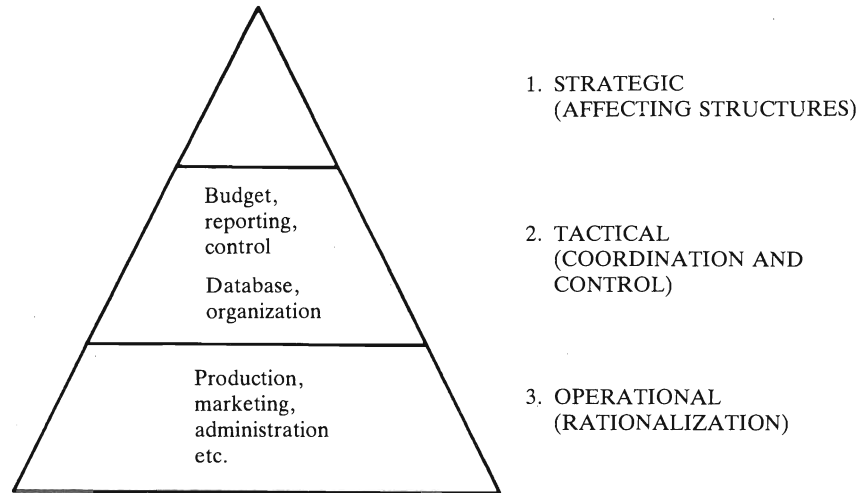 1. STRATEGIC
(AFFECTING STRUCTURES)
Budget,
reporting,
control
Database,
organization
2. TACTICAL
(COORDINATION AND
CONTROL)
Production,
marketing,
administration
etc.
3. OPERATIONAL
(RATIONALIZATION)